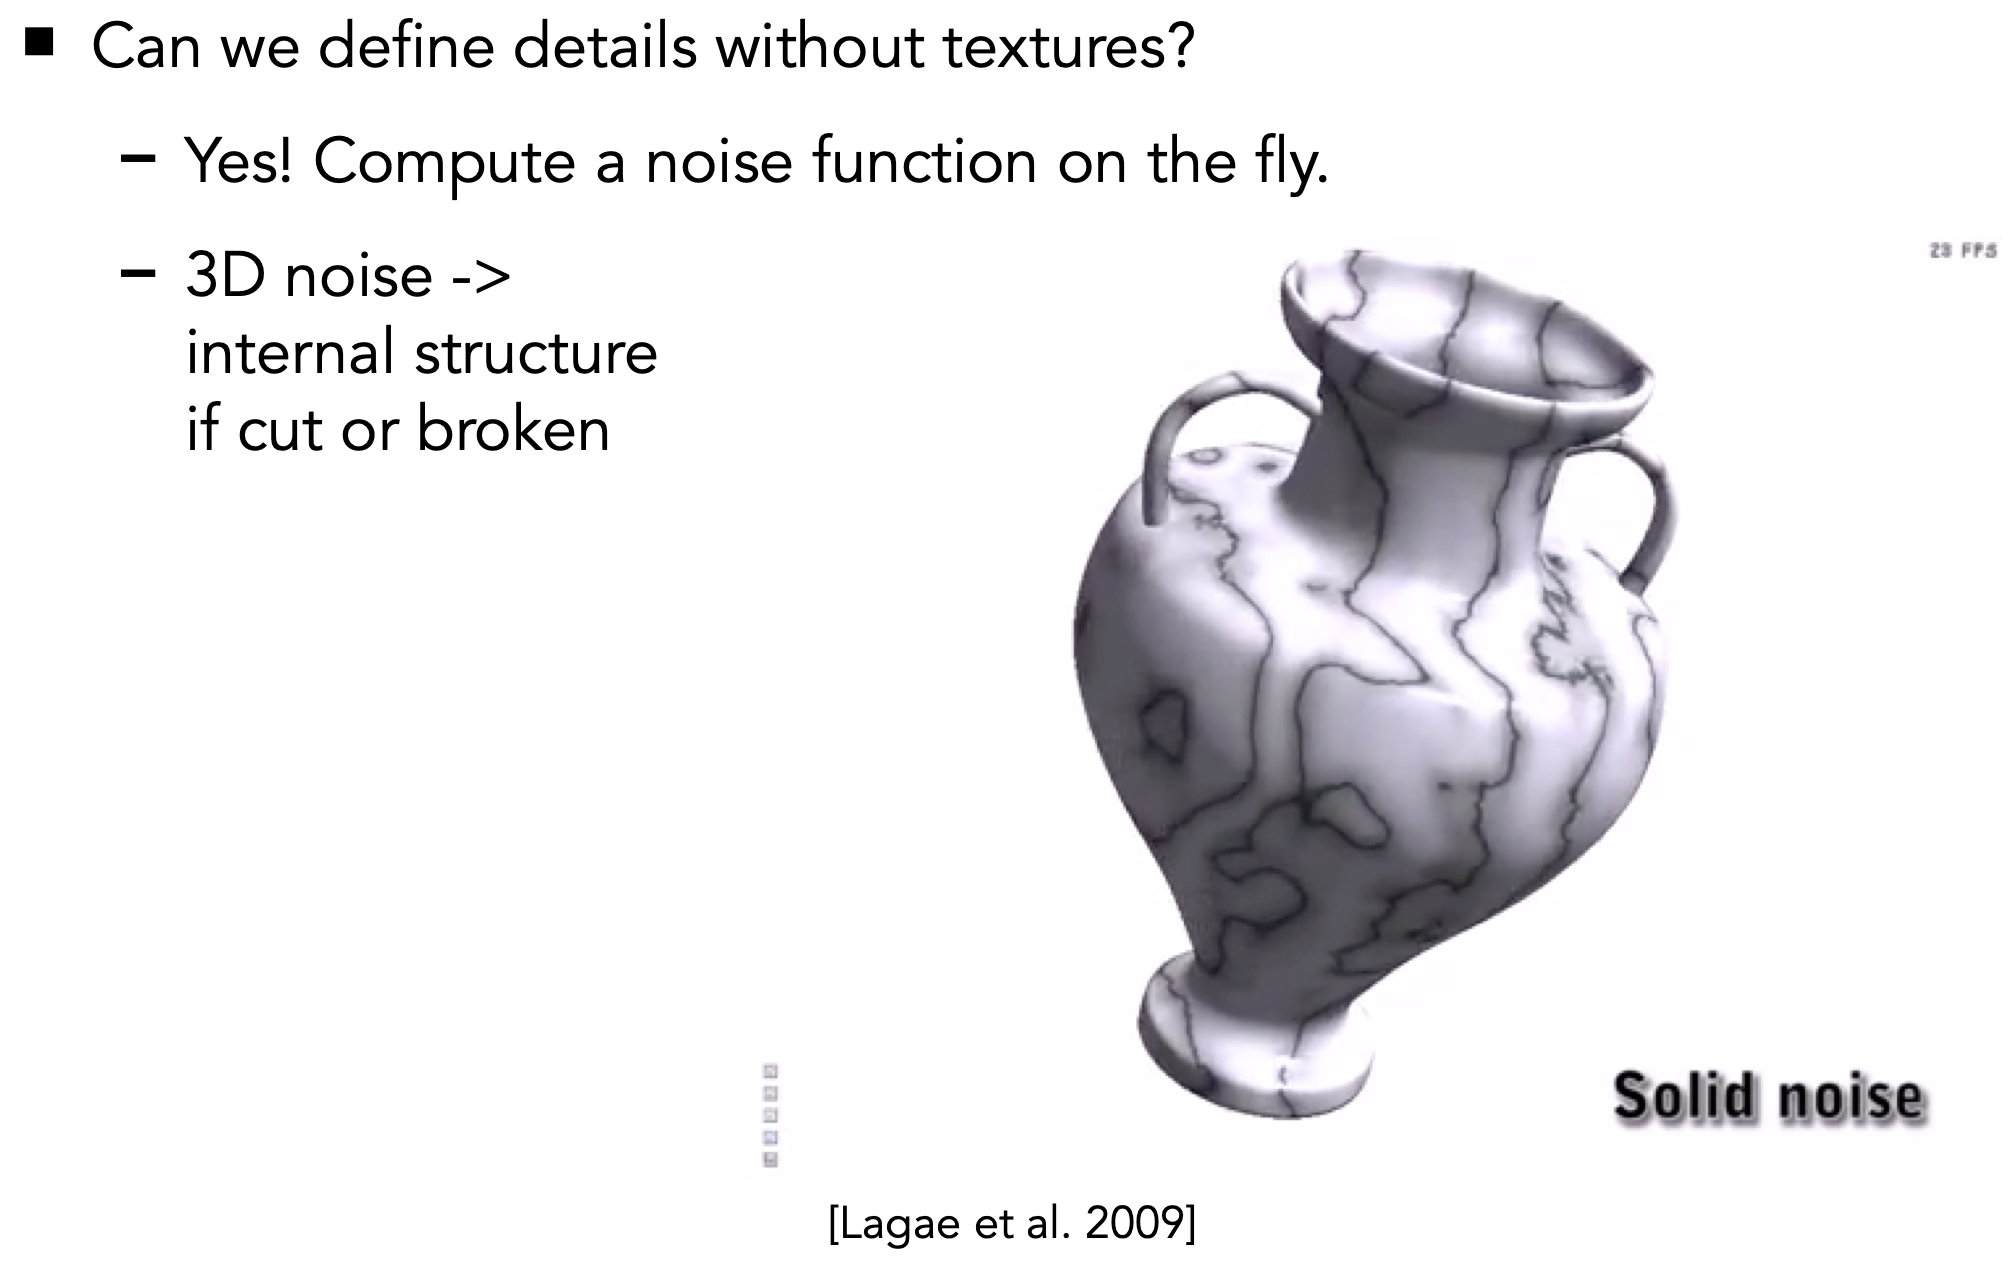 ■ Can we define details without textures?
– Yes! Compute a noise function on the fly.
– 3D noise ->
internal structure
if cut or broken
23 FPS
Solid noise
[Lagae et al. 2009]